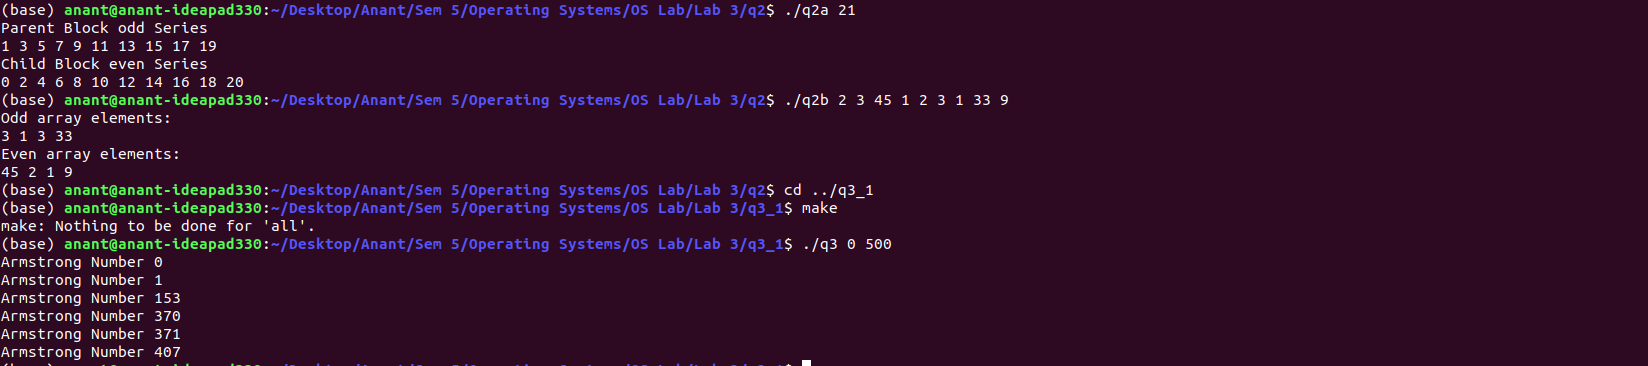 (base) anant@anant-ideapad330:~/Desktop/Anant/Sem 5/Operating Systems/OS Lab/Lab 3/q2$ ./q2a 21
Parent Block odd Series
1 3 5 7 9 11 13 15 17 19
Child Block even Series
0 2 4 6 8 10 12 14 16 18 20
(base) anant@anant-ideapad330:~/Desktop/Anant/Sem 5/Operating Systems/OS Lab/Lab 3/q2$ ./q2b 2 3 45 1 2 3 1 33 9
Odd array elements:
3 1 3 33
Even array elements:
45 2 1 9
(base) anant@anant-ideapad330:~/Desktop/Anant/Sem 5/Operating Systems/OS Lab/Lab 3/q2$ cd ../q3_1
(base) anant@anant-ideapad330:~/Desktop/Anant/Sem 5/Operating Systems/OS Lab/Lab 3/q3_1$ make
make: Nothing to be done for 'all'.
(base) anant@anant-ideapad330:~/Desktop/Anant/Sem 5/Operating Systems/OS Lab/Lab 3/q3_1$ ./q3 0 500
Armstrong Number 0
Armstrong Number 1
Armstrong Number 153
Armstrong Number 370
Armstrong Number 371
Armstrong Number 407